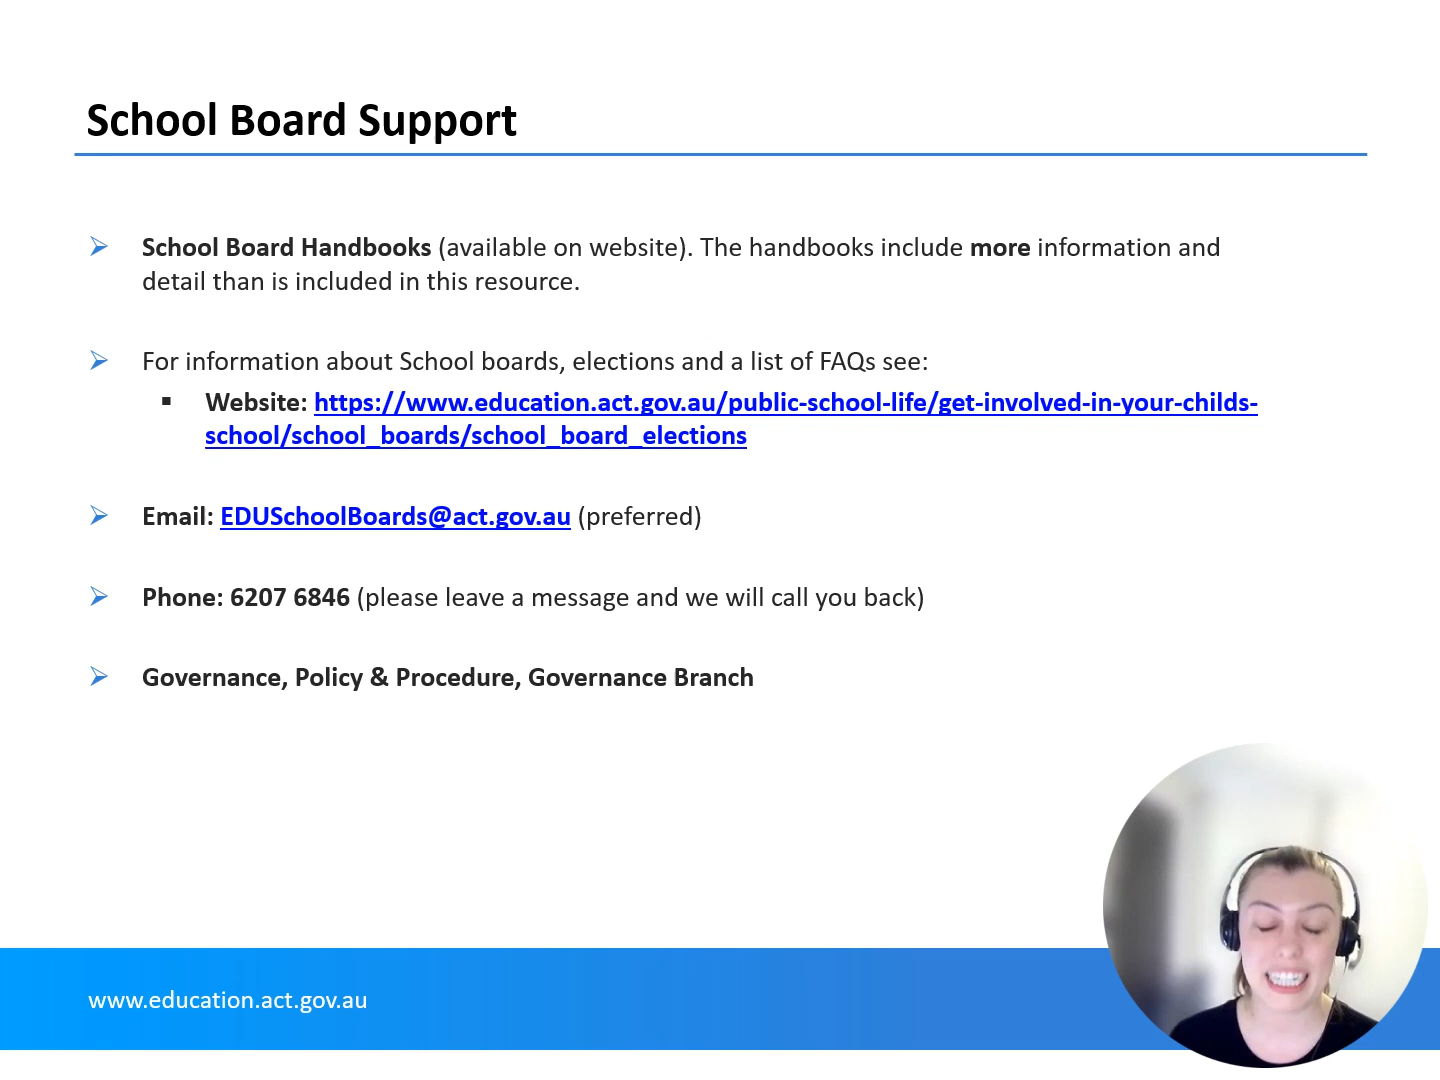 School Board Support
School Board Handbooks (available on website). The handbooks include more information and
detail than is included in this resource.
For information about School boards, elections and a list of FAQs see:
Website: https://www.education.act.gov.au/public-school-life/get-involved-in-your-childs-
school/school_boards/school_board_elections
Email: EDUSchoolBoards@act.gov.au (preferred)
Phone: 6207 6846 (please leave a message and we will call you back)
Governance, Policy & Procedure, Governance Branch
www.education.act.gov.au